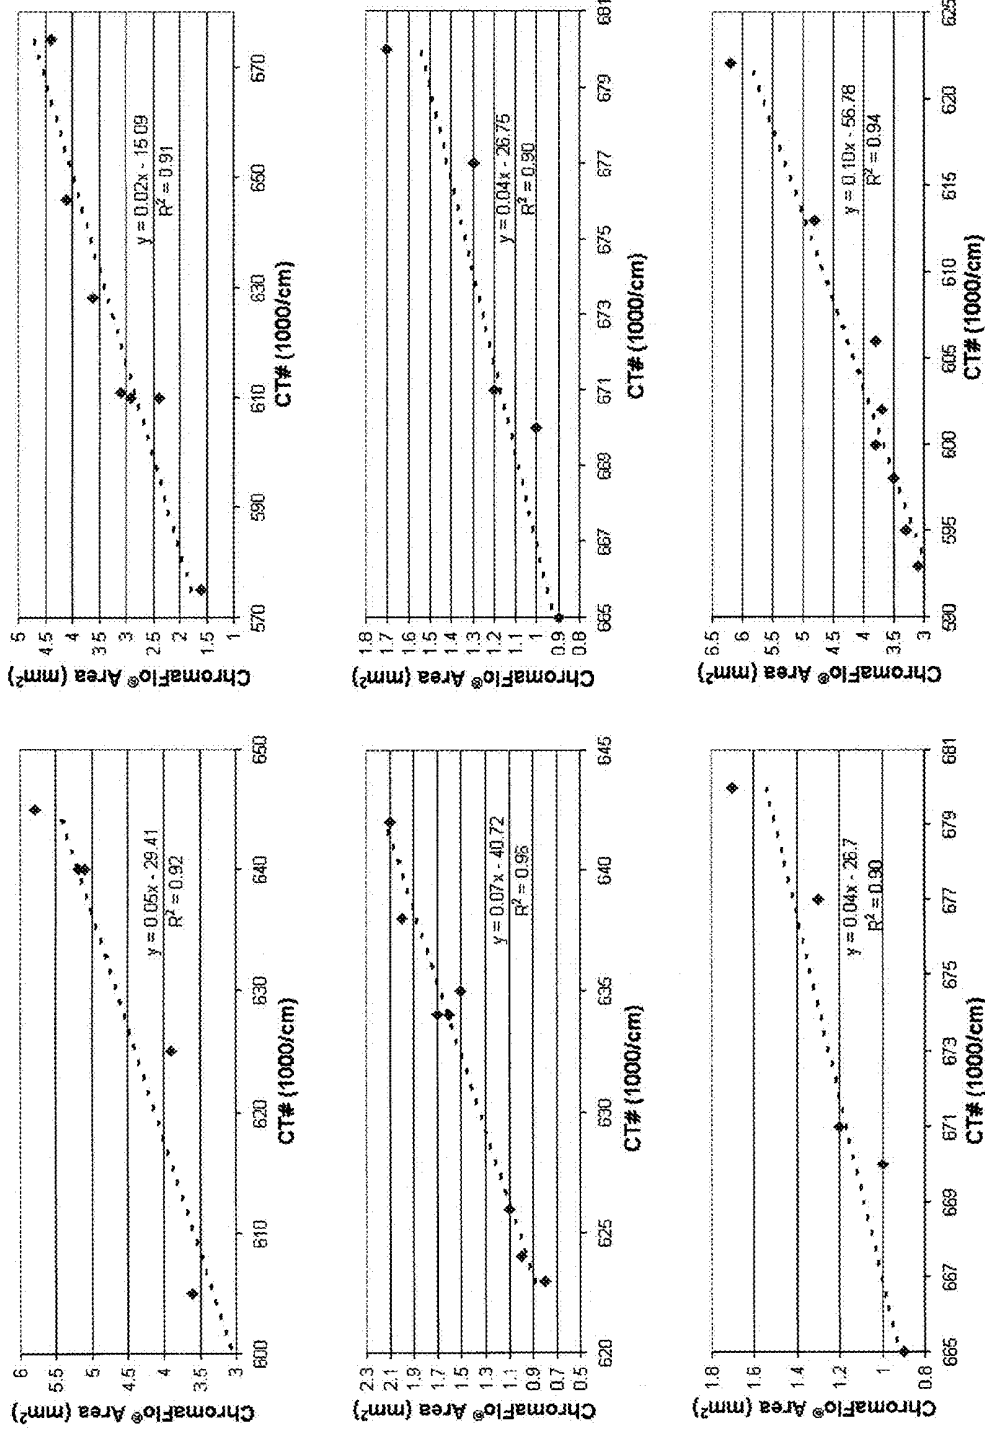 ChromaFlo® Area (mm²)
6
5.5
5
4.5
4
3.5
3
y = 0.05x - 29.41
R² = 0.92
600 610 620 630 640 650
CT# (1000/cm)
ChromaFlo® Area (mm²)
5
4.5
4
3.5
3
2.5
2
1.5
1
y = 0.02x - 15.09
R² = 0.91
570 590 610 630 650 670
CT# (1000/cm)
ChromaFlo® Area (mm²)
2.3
2.1
1.9
1.7
1.5
1.3
1.1
0.9
0.7
0.5
y = 0.07x - 40.72
R² = 0.96
620 625 630 635 640 645
CT# (1000/cm)
ChromaFlo® Area (mm²)
1.8
1.7
1.6
1.5
1.4
1.3
1.2
1.1
1
0.9
0.8
y = 0.04x - 26.75
R² = 0.90
665 667 669 671 673 675 677 679 681
CT# (1000/cm)
ChromaFlo® Area (mm²)
1.8
1.6
1.4
1.2
1
0.8
y = 0.04x - 26.7
R² = 0.90
665 667 669 671 673 675 677 679 681
CT# (1000/cm)
ChromaFlo® Area (mm²)
6.5
6
5.5
5
4.5
4
3.5
3
y = 0.10x - 56.78
R² = 0.94
590 595 600 605 610 615 620 625
CT# (1000/cm)